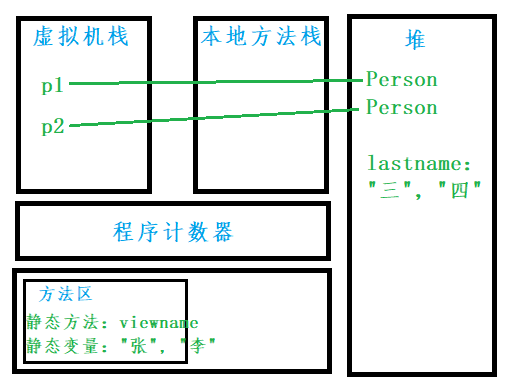 虚拟机栈
p1
p2
本地方法栈
堆
Person
Person
lastname:
"三", "四"
程序计数器
方法区
静态方法: viewname
静态变量: "张", "李"